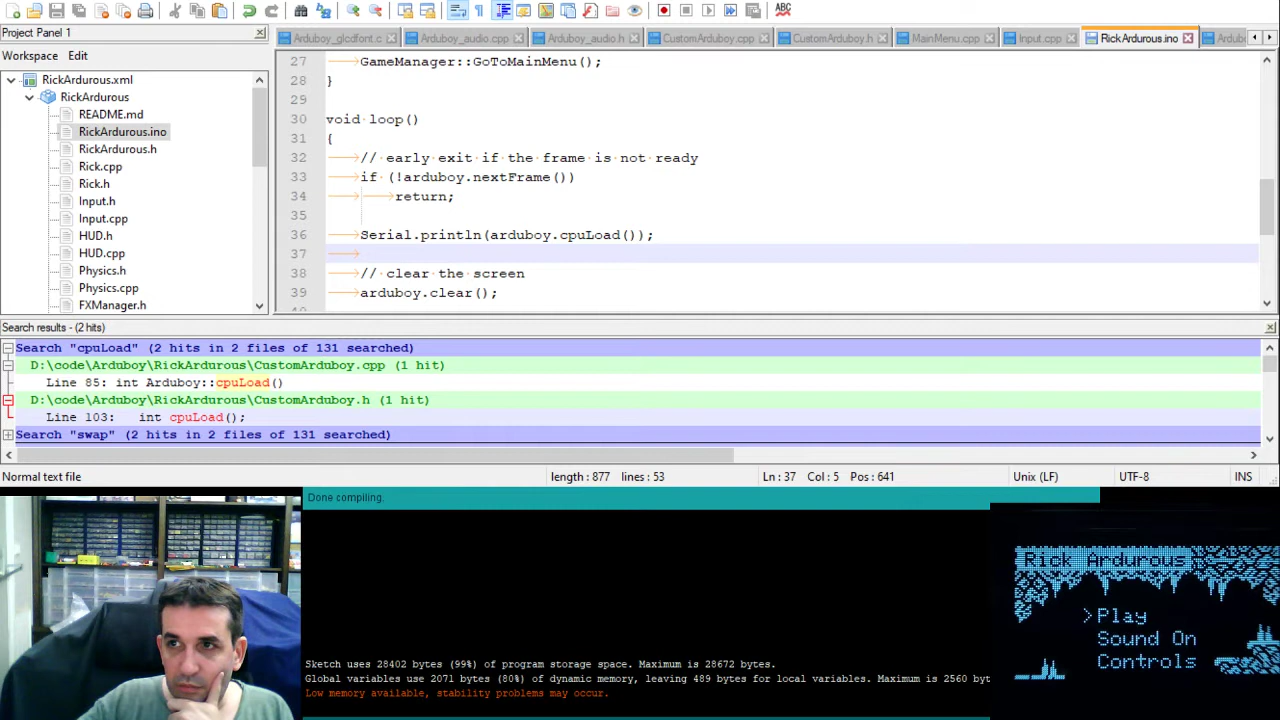 Arduboy_glcdfont.c
Arduboy_audio.cpp
Arduboy_audio.h
CustomArduboy.cpp
CustomArduboy.h
MainMenu.cpp
Input.cpp
RickArdurous.ino
Project Panel 1
Workspace Edit
RickArdurous.xml
RickArdurous
README.md
RickArdurous.ino
RickArdurous.h
Rick.cpp
Rick.h
Input.h
Input.cpp
HUD.h
HUD.cpp
Physics.h
Physics.cpp
FXManager.h
27 GameManager::GoToMainMenu();
28 }
29
30 void loop()
31 {
32 // early exit if the frame is not ready
33 if (!arduboy.nextFrame())
34 return;
35
36 Serial.println(arduboy.cpuLoad());
37
38 // clear the screen
39 arduboy.clear();
Search results - (2 hits)
Search "cpuLoad" (2 hits in 2 files of 131 searched)
D:\code\Arduboy\RickArdurous\CustomArduboy.cpp (1 hit)
Line 85: int Arduboy::cpuLoad()
D:\code\Arduboy\RickArdurous\CustomArduboy.h (1 hit)
Line 103: int cpuLoad();
Search "swap" (2 hits in 2 files of 131 searched)
Normal text file length : 877 lines : 53 Ln : 37 Col : 5 Pos : 641 Unix (LF) UTF-8 INS
Done compiling.
Sketch uses 28402 bytes (99%) of program storage space. Maximum is 28672 bytes.
Global variables use 2071 bytes (80%) of dynamic memory, leaving 489 bytes for local variables. Maximum is 2560 byt
Low memory available, stability problems may occur.
Rick Ardurous
>Play
Sound On
Controls